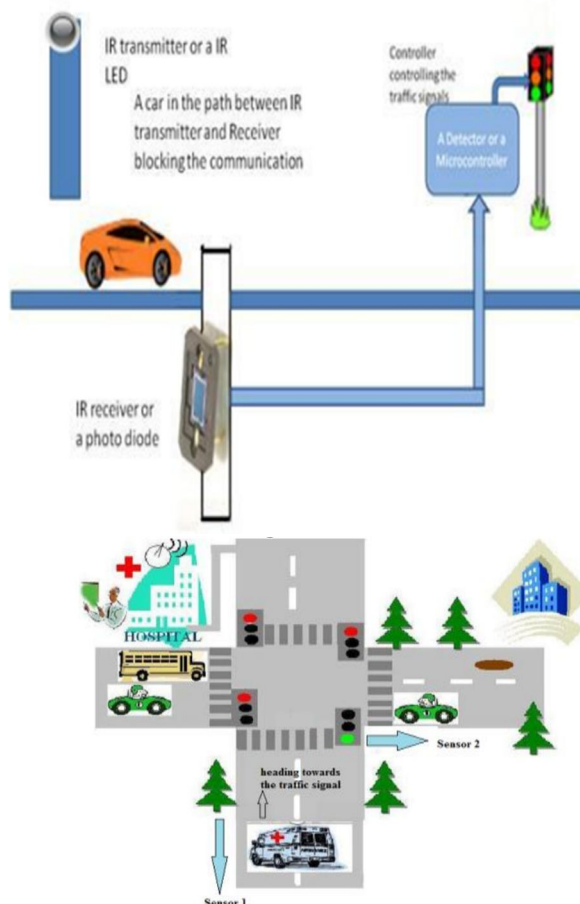 IR transmitter or a IR
LED
A car in the path between IR
transmitter and Receiver
blocking the communication
Controller
controlling the
traffic signals
A Detector or a
Microcontroller
IR receiver or
a photo diode
HOSPITAL
Sensor 2
heading towards
the traffic signal
Sensor 1